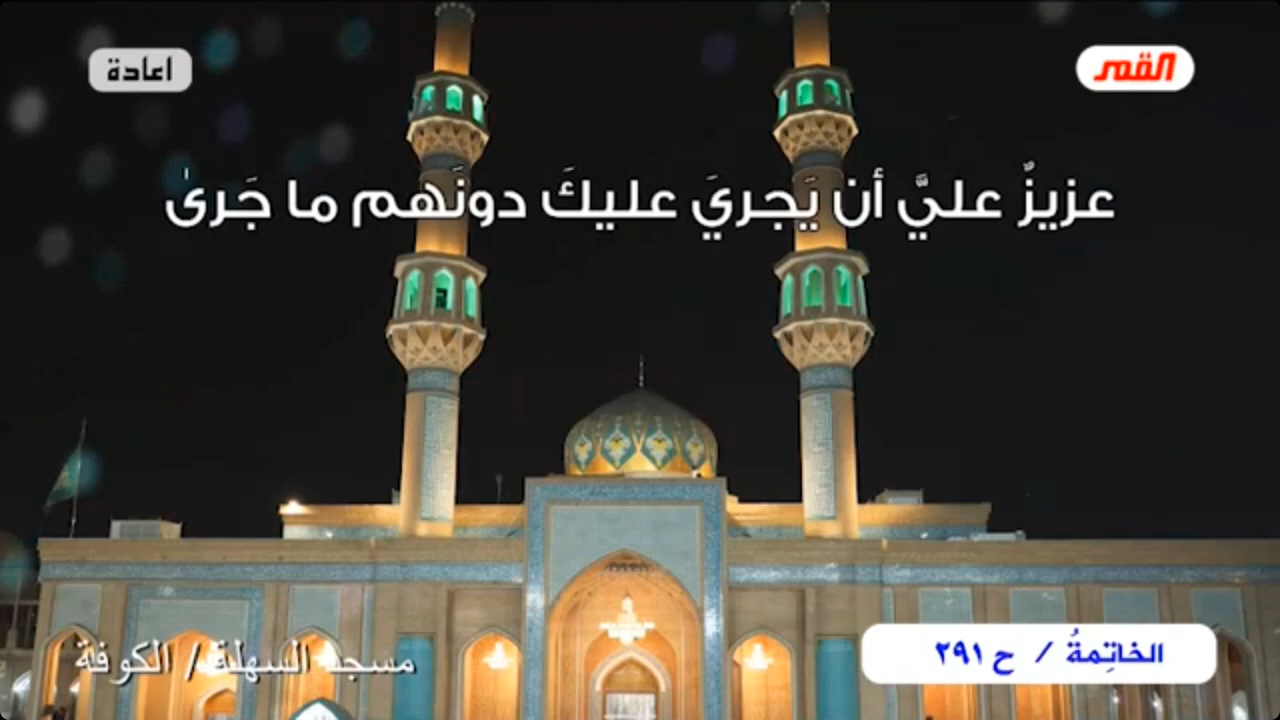 القمر
اعادة
عزيزٌ عليَّ أن يَجريَ عليكَ دونَهم ما جَرىٰ
الخاتِمةُ / ح ٢٩١
مسجد السهلة / الكوفة